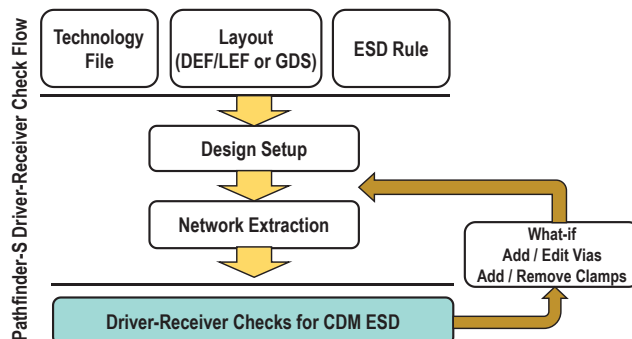 Pathfinder-S Driver-Receiver Check Flow
Technology
File
Layout
(DEF/LEF or GDS)
ESD Rule
Design Setup
Network Extraction
What-if
Add / Edit Vias
Add / Remove Clamps
Driver-Receiver Checks for CDM ESD